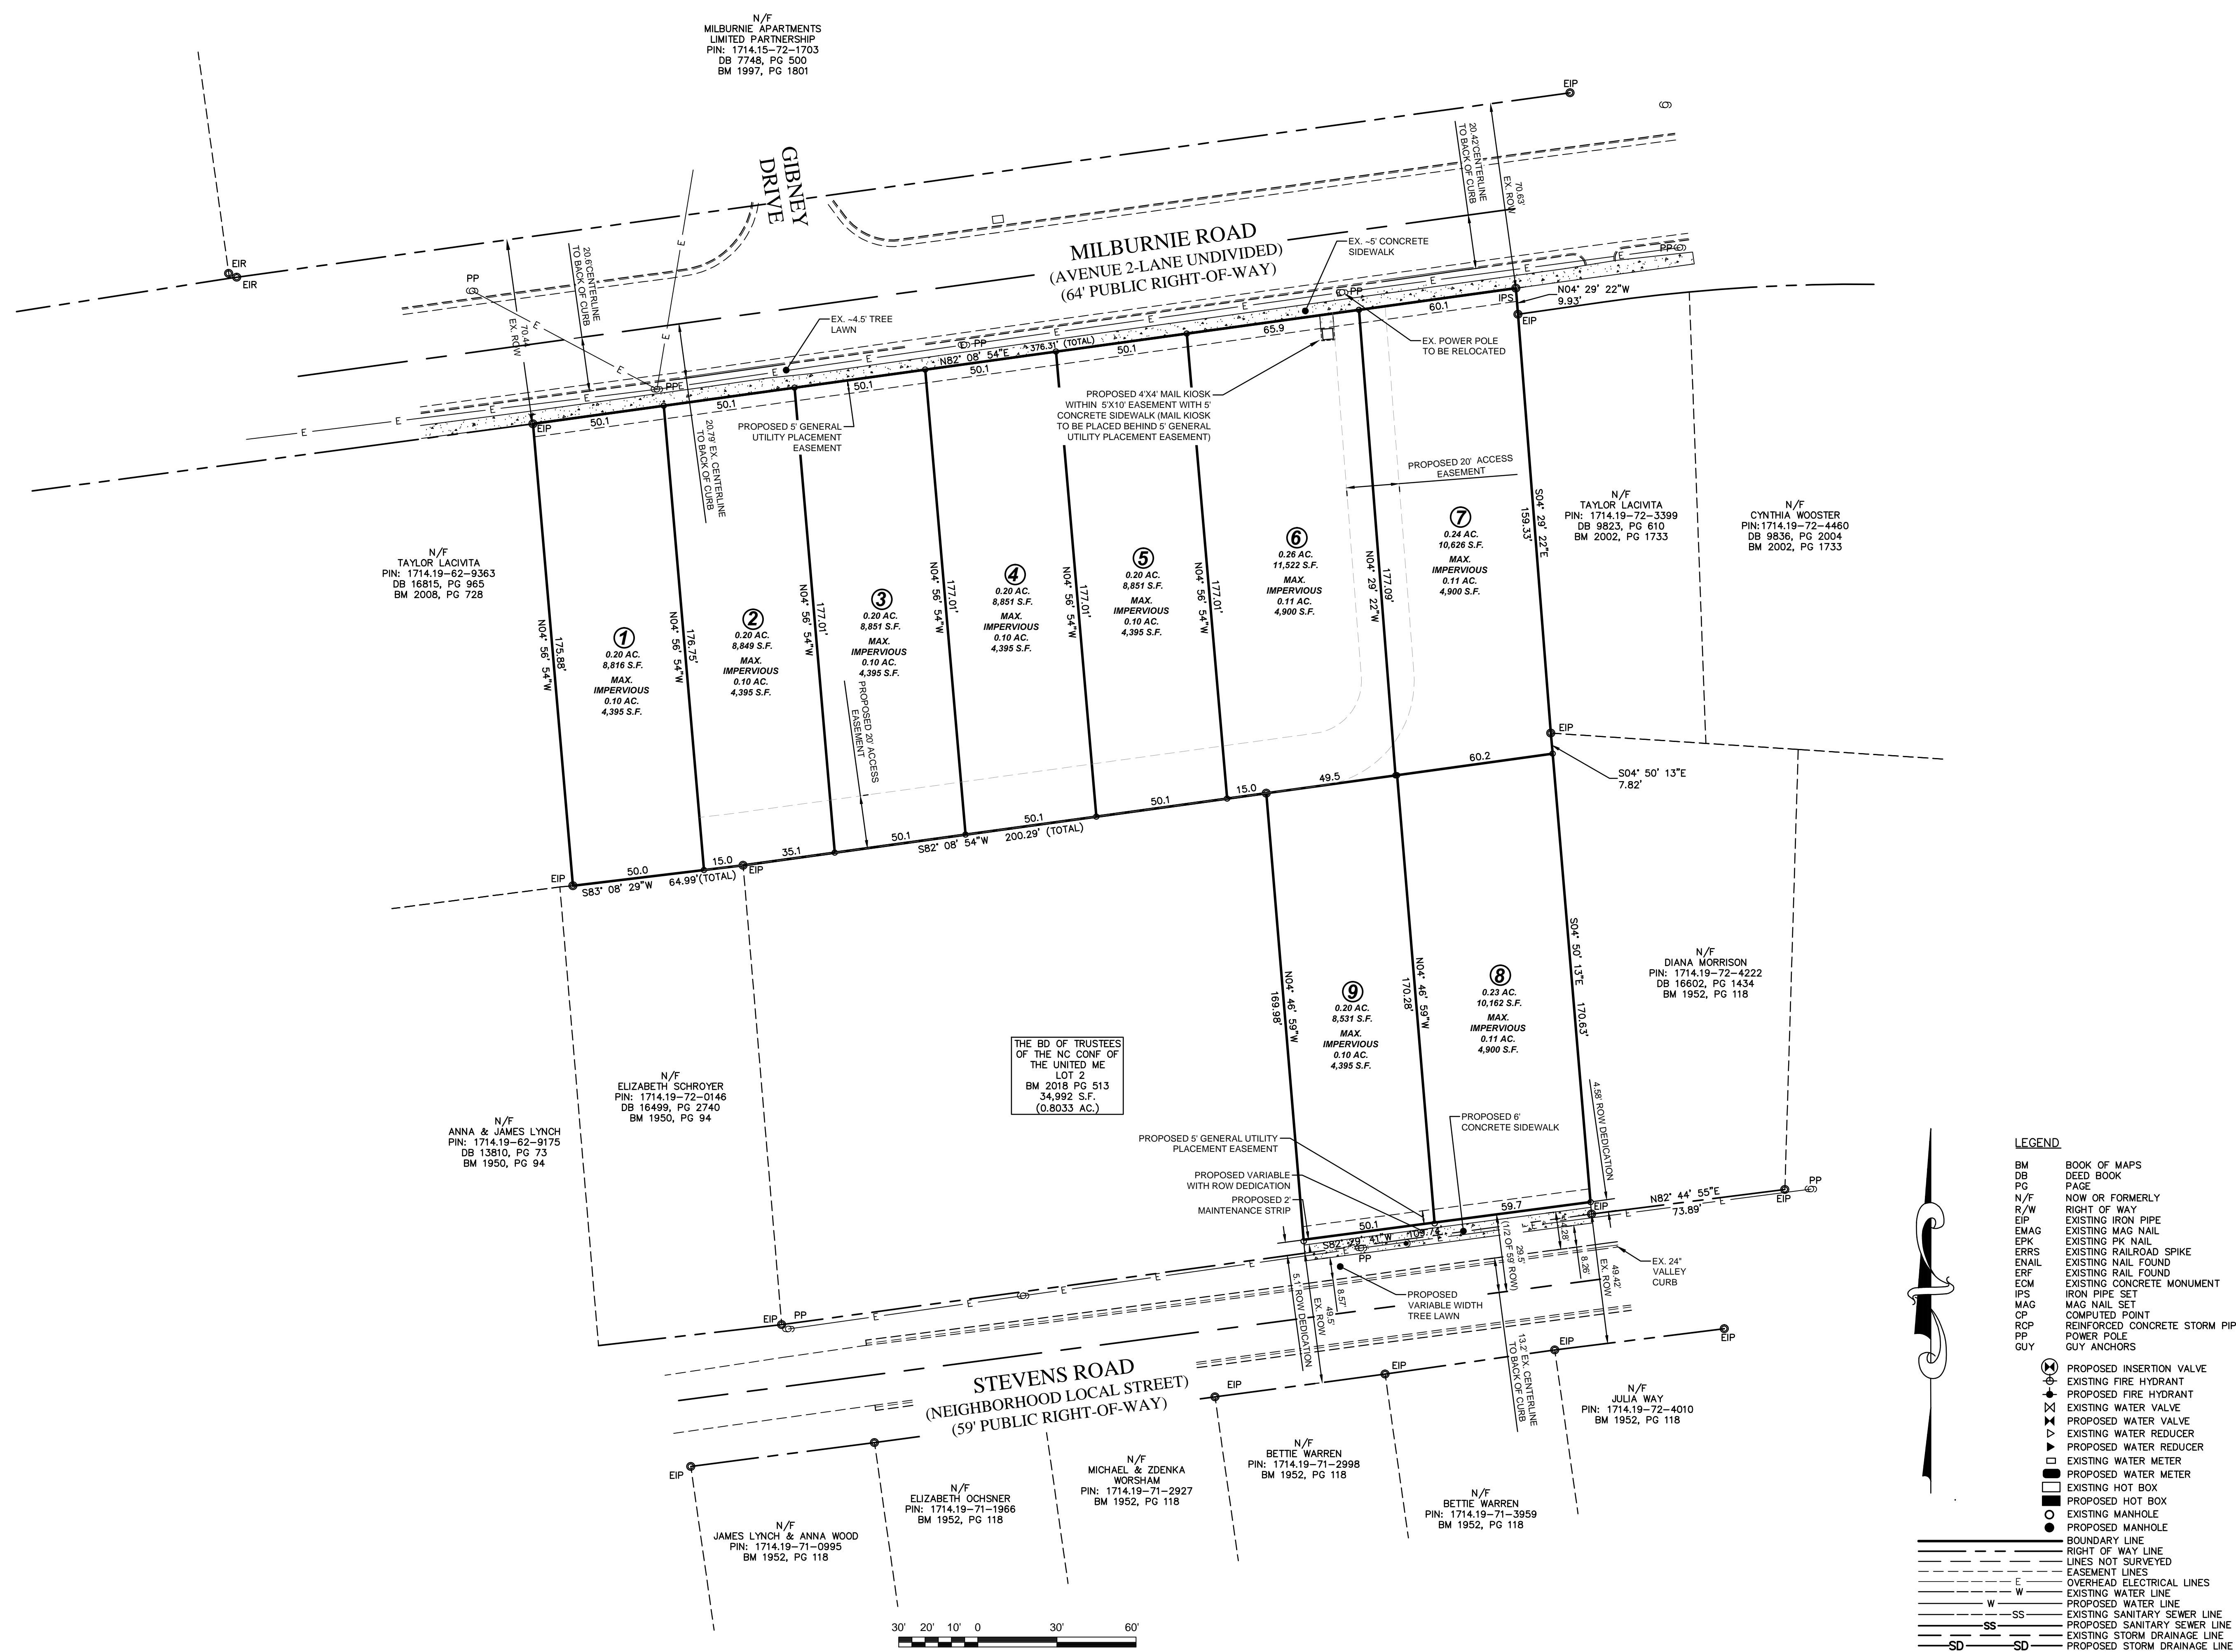 N/F
MILBURNIE APARTMENTS
LIMITED PARTNERSHIP
PIN: 1714.15-72-1703
DB 7748, PG 500
BM 1997, PG 1801
EIP
EIR
EIR
GIBNEY
DRIVE
20.42'CENTERLINE
TO BACK OF CURB
70.63'
EX. ROW
MILBURNIE ROAD
(AVENUE 2-LANE UNDIVIDED)
(64' PUBLIC RIGHT-OF-WAY)
EX. ~5' CONCRETE
SIDEWALK
PP
E
N04° 29' 22"W
9.93'
IPS
EIP
PP
E
E
E
20.6'CENTERLINE
TO BACK OF CURB
70.44'
EX. ROW
EX. ~4.5' TREE
LAWN
PP
PP
EX. POWER POLE
TO BE RELOCATED
PPE
N82° 08' 54"E
376.31' (TOTAL)
50.1
50.1
50.1
50.1
50.1
65.9
60.1
EIP
20.79' EX. CENTERLINE
TO BACK OF CURB
PROPOSED 5' GENERAL
UTILITY PLACEMENT
EASEMENT
PROPOSED 4'X4' MAIL KIOSK
WITHIN 5'X10' EASEMENT WITH 5'
CONCRETE SIDEWALK (MAIL KIOSK
TO BE PLACED BEHIND 5' GENERAL
UTILITY PLACEMENT EASEMENT)
PROPOSED 20' ACCESS
EASEMENT
N/F
TAYLOR LACIVITA
PIN: 1714.19-62-9363
DB 16815, PG 965
BM 2008, PG 728
N04° 56' 54"W
175.88'
1
0.20 AC.
8,816 S.F.
MAX.
IMPERVIOUS
0.10 AC.
4,395 S.F.
N04° 56' 54"W
176.75'
2
0.20 AC.
8,849 S.F.
MAX.
IMPERVIOUS
0.10 AC.
4,395 S.F.
N04° 56' 54"W
177.01'
3
0.20 AC.
8,851 S.F.
MAX.
IMPERVIOUS
0.10 AC.
4,395 S.F.
PROPOSED 20' ACCESS
EASEMENT
N04° 56' 54"W
177.01'
4
0.20 AC.
8,851 S.F.
MAX.
IMPERVIOUS
0.10 AC.
4,395 S.F.
N04° 56' 54"W
177.01'
5
0.20 AC.
8,851 S.F.
MAX.
IMPERVIOUS
0.10 AC.
4,395 S.F.
N04° 56' 54"W
177.01'
6
0.26 AC.
11,522 S.F.
MAX.
IMPERVIOUS
0.11 AC.
4,900 S.F.
N04° 29' 22"W
177.09'
7
0.24 AC.
10,626 S.F.
MAX.
IMPERVIOUS
0.11 AC.
4,900 S.F.
S04° 29' 22"E
159.33'
N/F
TAYLOR LACIVITA
PIN: 1714.19-72-3399
DB 9823, PG 610
BM 2002, PG 1733
N/F
CYNTHIA WOOSTER
PIN:1714.19-72-4460
DB 9836, PG 2004
BM 2002, PG 1733
EIP
S04° 50' 13"E
7.82'
60.2
49.5
15.0
50.1
50.1
50.1
S82° 08' 54"W 200.29' (TOTAL)
35.1
15.0
50.0
EIP
EIP
S83° 08' 29"W 64.99'(TOTAL)
N04° 46' 59"W
169.98'
9
0.20 AC.
8,531 S.F.
MAX.
IMPERVIOUS
0.10 AC.
4,395 S.F.
N04° 46' 59"W
170.28'
8
0.23 AC.
10,162 S.F.
MAX.
IMPERVIOUS
0.11 AC.
4,900 S.F.
S04° 50' 13"E 170.63'
N/F
DIANA MORRISON
PIN: 1714.19-72-4222
DB 16602, PG 1434
BM 1952, PG 118
THE BD OF TRUSTEES
OF THE NC CONF OF
THE UNITED ME
LOT 2
BM 2018 PG 513
34,992 S.F.
(0.8033 AC.)
N/F
ELIZABETH SCHROYER
PIN: 1714.19-72-0146
DB 16499, PG 2740
BM 1950, PG 94
N/F
ANNA & JAMES LYNCH
PIN: 1714.19-62-9175
DB 13810, PG 73
BM 1950, PG 94
PROPOSED 5' GENERAL UTILITY
PLACEMENT EASEMENT
PROPOSED VARIABLE
WITH ROW DEDICATION
PROPOSED 2'
MAINTENANCE STRIP
PROPOSED 6'
CONCRETE SIDEWALK
4.58' ROW DEDICATION
50.1
59.7
S82° 29' 41"W
109.74'
EIP
N82° 44' 55"E
73.89'
EIP
PP
PP
14.28'
8.26'
49.42'
EX. ROW
29.5'
(1/2 OF 59' ROW)
EX. 24"
VALLEY
CURB
8.57'
49.5'
EX. ROW
5.1' ROW DEDICATION
PROPOSED
VARIABLE WIDTH
TREE LAWN
13.2' EX. CENTERLINE
TO BACK OF CURB
EIP
PP
STEVENS ROAD
(NEIGHBORHOOD LOCAL STREET)
(59' PUBLIC RIGHT-OF-WAY)
EIP
EIP
EIP
EIP
EIP
N/F
JAMES LYNCH & ANNA WOOD
PIN: 1714.19-71-0995
BM 1952, PG 118
N/F
ELIZABETH OCHSNER
PIN: 1714.19-71-1966
BM 1952, PG 118
N/F
MICHAEL & ZDENKA
WORSHAM
PIN: 1714.19-71-2927
BM 1952, PG 118
N/F
BETTIE WARREN
PIN: 1714.19-71-2998
BM 1952, PG 118
N/F
BETTIE WARREN
PIN: 1714.19-71-3959
BM 1952, PG 118
N/F
JULIA WAY
PIN: 1714.19-72-4010
BM 1952, PG 118
30' 20' 10' 0 30' 60'
LEGEND
BM BOOK OF MAPS
DB DEED BOOK
PG PAGE
N/F NOW OR FORMERLY
R/W RIGHT OF WAY
EIP EXISTING IRON PIPE
EMAG EXISTING MAG NAIL
EPK EXISTING PK NAIL
ERRS EXISTING RAILROAD SPIKE
ENAIL EXISTING NAIL FOUND
ERF EXISTING RAIL FOUND
ECM EXISTING CONCRETE MONUMENT
IPS IRON PIPE SET
MAG MAG NAIL SET
CP COMPUTED POINT
RCP REINFORCED CONCRETE STORM PIP
PP POWER POLE
GUY GUY ANCHORS
PROPOSED INSERTION VALVE
EXISTING FIRE HYDRANT
PROPOSED FIRE HYDRANT
EXISTING WATER VALVE
PROPOSED WATER VALVE
EXISTING WATER REDUCER
PROPOSED WATER REDUCER
EXISTING WATER METER
PROPOSED WATER METER
EXISTING HOT BOX
PROPOSED HOT BOX
EXISTING MANHOLE
PROPOSED MANHOLE
BOUNDARY LINE
RIGHT OF WAY LINE
LINES NOT SURVEYED
EASEMENT LINES
E OVERHEAD ELECTRICAL LINES
W EXISTING WATER LINE
W PROPOSED WATER LINE
SS EXISTING SANITARY SEWER LINE
SS PROPOSED SANITARY SEWER LINE
EXISTING STORM DRAINAGE LINE
SD SD PROPOSED STORM DRAINAGE LINE